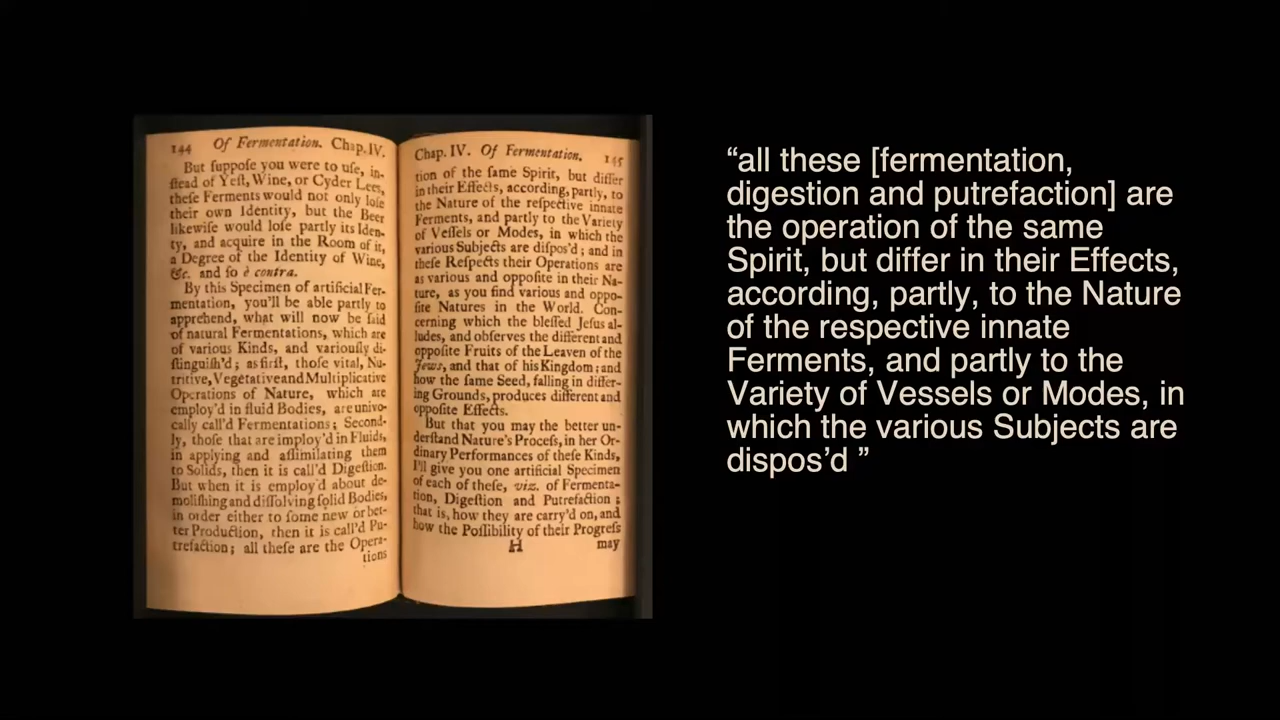 144 Of Fermentation. Chap. IV.
But ſuppoſe you were to uſe, in-
ſtead of Yeſt, Wine, or Cyder Lees,
theſe Ferments would not only loſe
their own Identity, but the Beer
likewiſe would loſe partly its Iden-
ty, and acquire in the Room of it,
a Degree of the Identity of Wine,
&c. and ſo è contra.
By this Specimen of artificial Fer-
mentation, you'll be able partly to
apprehend, what will now be ſaid
of natural Fermentations, which are
of various Kinds, and variouſly di-
ſtinguiſh'd; as firſt, thoſe vital, Nu-
tritive, Vegetative and Multiplicative
Operations of Nature, which are
employ'd in fluid Bodies, are univo-
cally call'd Fermentations; Second-
ly, thoſe that are imploy'd in Fluids,
in applying and aſſimilating them
to Solids, then it is call'd Digeſtion.
But when it is employ'd about de-
moliſhing and diſſolving ſolid Bodies,
in order either to ſome new or bet-
ter Production, then it is call'd Pu-
trefaction; all theſe are the Opera-
tions
Chap. IV. Of Fermentation. 145
tion of the ſame Spirit, but differ
in their Effects, according, partly, to
the Nature of the reſpective innate
Ferments, and partly to the Variety
of Veſſels or Modes, in which the
various Subjects are diſpos'd; and in
theſe Reſpects their Operations are
as various and oppoſite in their Na-
ture, as you find various and oppo-
ſite Natures in the World. Con-
cerning which the bleſſed Jeſus al-
ludes, and obſerves the different and
oppoſite Fruits of the Leaven of the
Jews, and that of his Kingdom; and
how the ſame Seed, falling in differ-
ing Grounds, produces different and
oppoſite Effects.
But that you may the better un-
derſtand Nature's Proceſs, in her Or-
dinary Performances of theſe Kinds,
I'll give you one artificial Specimen
of each of theſe, viz. of Fermenta-
tion, Digeſtion and Putrefaction;
that is, how they are carry'd on, and
how the Poſſibility of their Progreſs
H may
“all these [fermentation,
digestion and putrefaction] are
the operation of the same
Spirit, but differ in their Effects,
according, partly, to the Nature
of the respective innate
Ferments, and partly to the
Variety of Vessels or Modes, in
which the various Subjects are
dispos’d ”